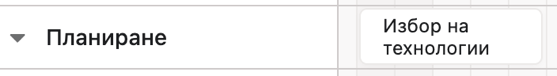 Планиране
Избор на
технологии